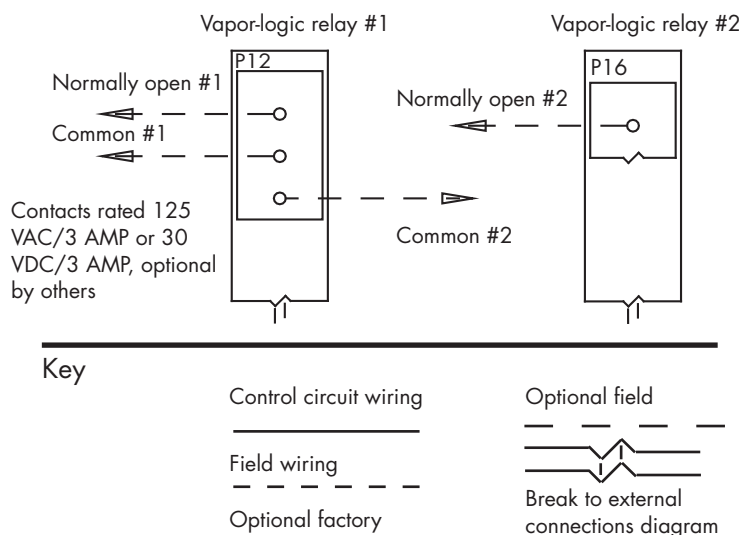 Vapor-logic relay #1
Vapor-logic relay #2
P12
P16
Normally open #1
Normally open #2
Common #1
Contacts rated 125
VAC/3 AMP or 30
VDC/3 AMP, optional
by others
Common #2
Key
Control circuit wiring
Optional field
Field wiring
Optional factory
Break to external
connections diagram